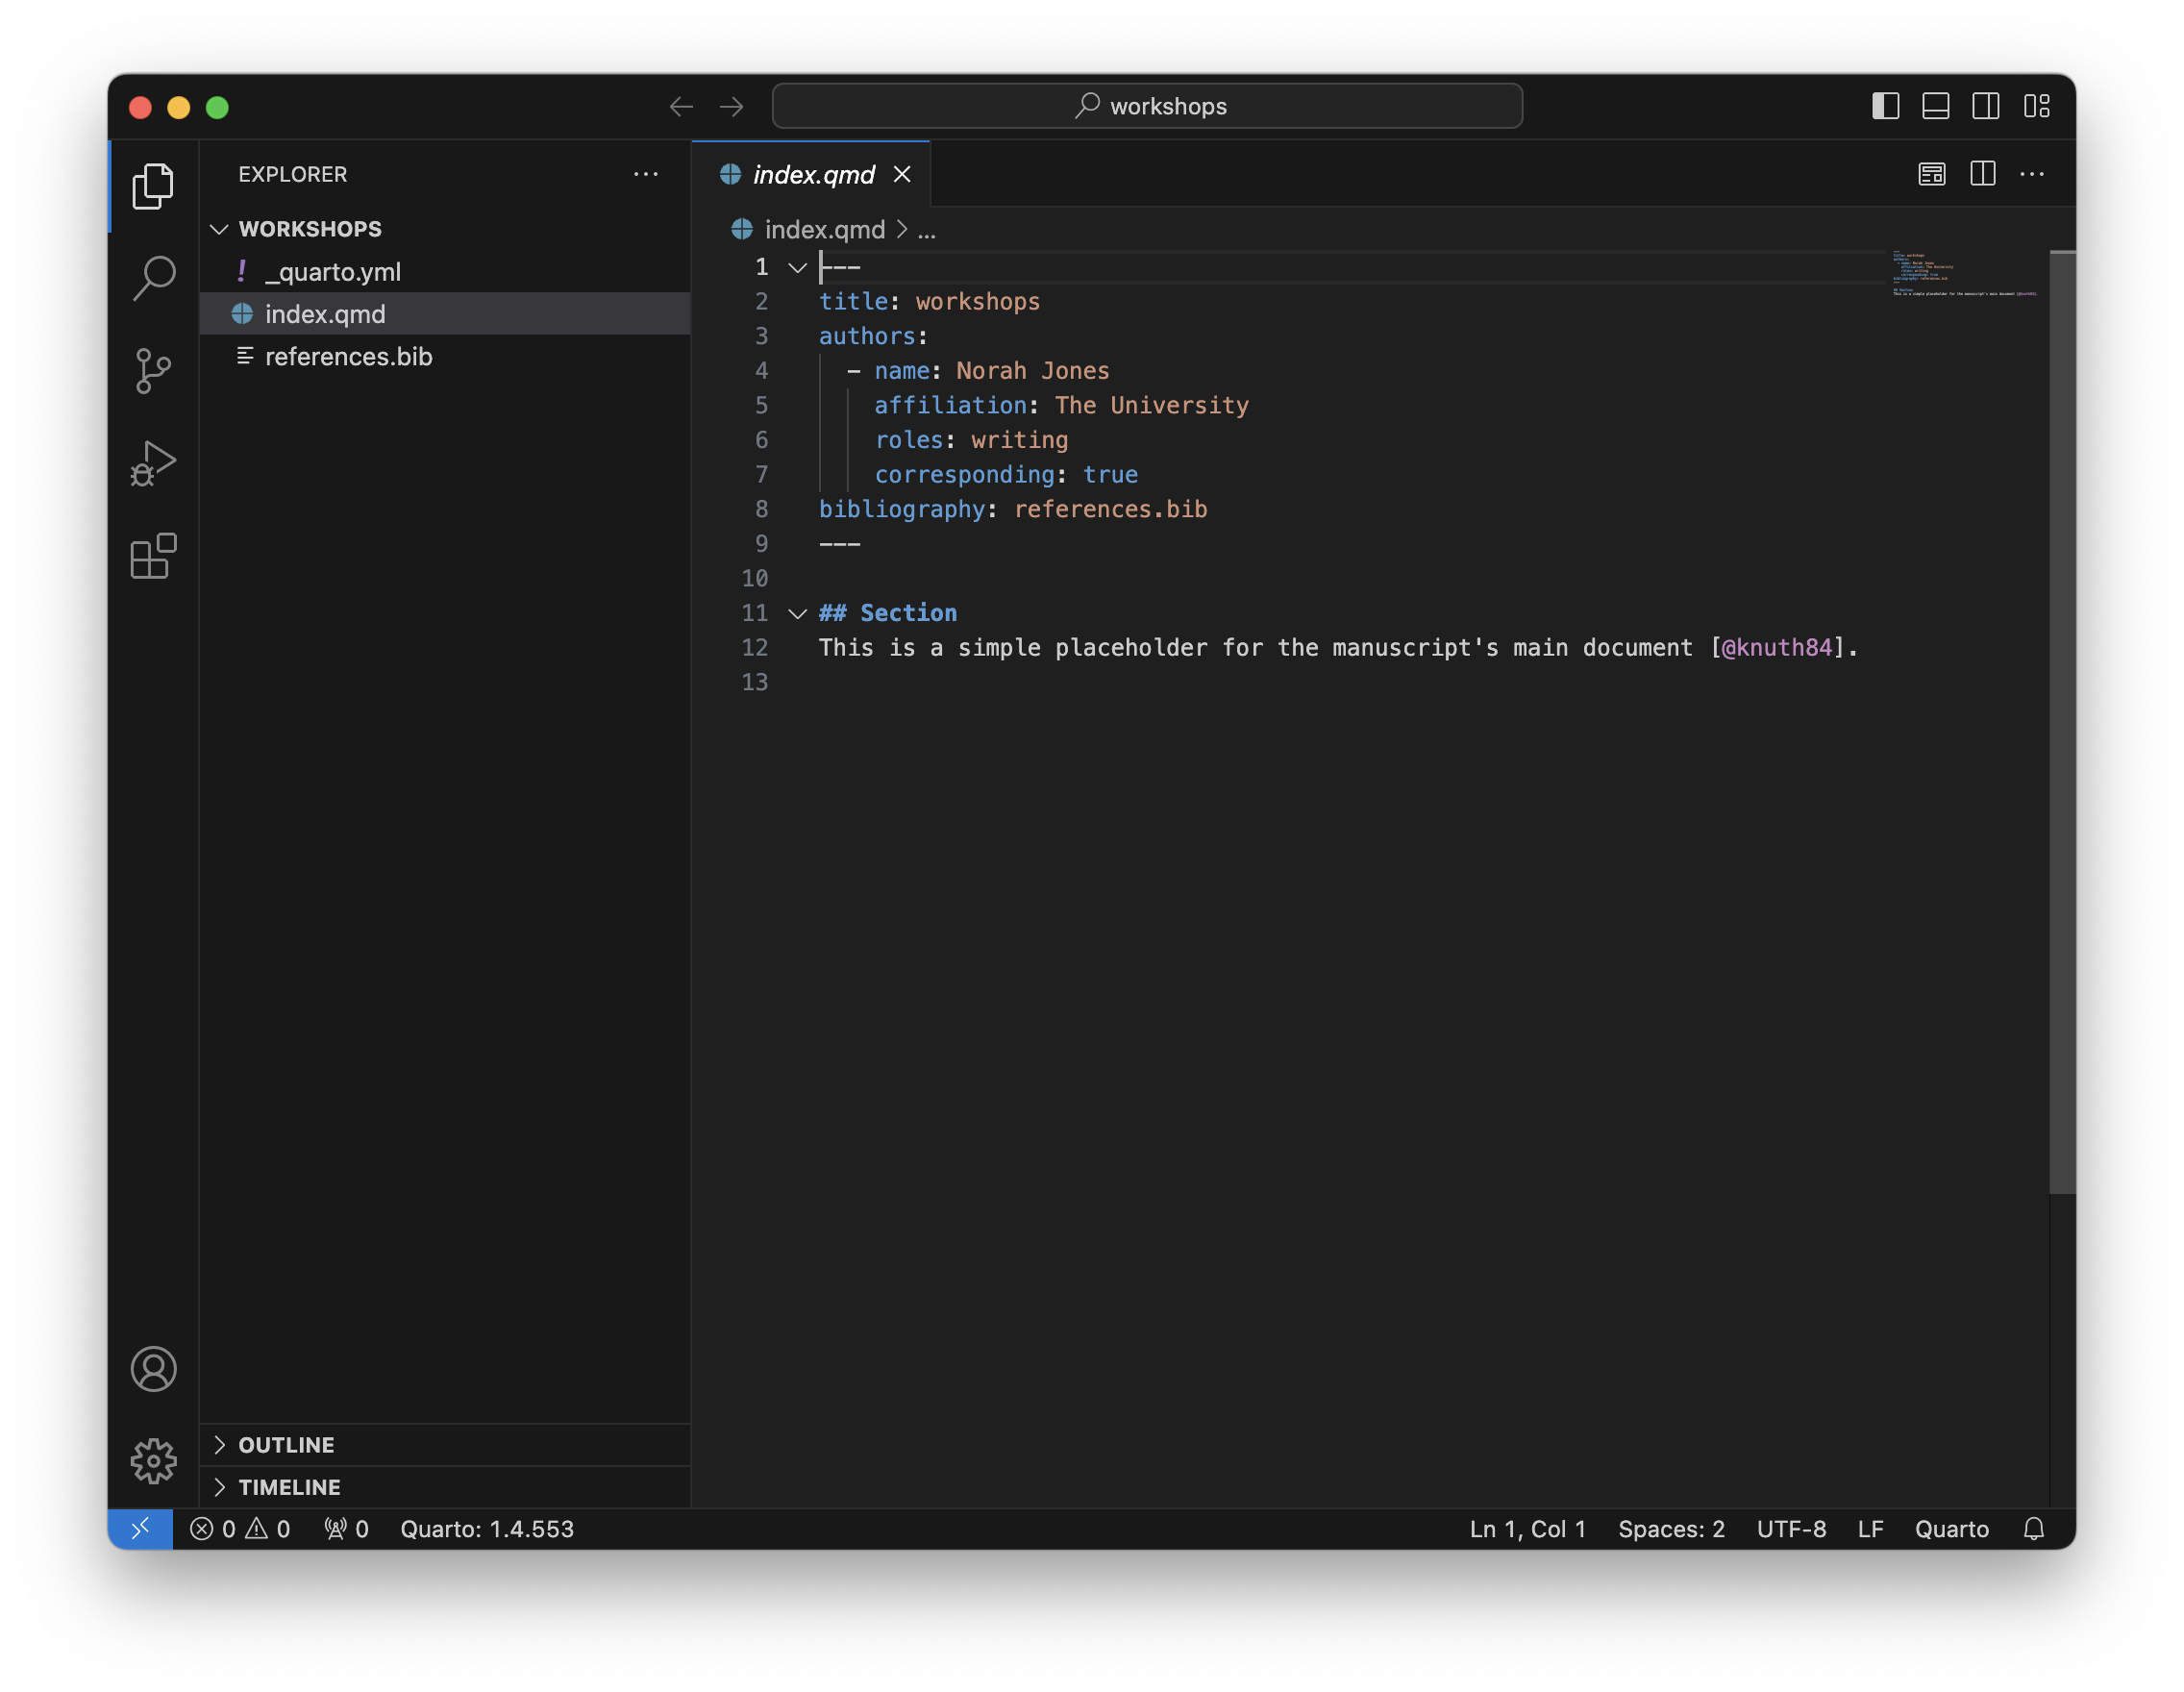 workshops
EXPLORER
WORKSHOPS
! _quarto.yml
index.qmd
references.bib
OUTLINE
TIMELINE
index.qmd
index.qmd > ...
1 ---
2 title: workshops
3 authors:
4 - name: Norah Jones
5 affiliation: The University
6 roles: writing
7 corresponding: true
8 bibliography: references.bib
9 ---
10
11 ## Section
12 This is a simple placeholder for the manuscript's main document [@knuth84].
13
0 0 0 Quarto: 1.4.553 Ln 1, Col 1 Spaces: 2 UTF-8 LF Quarto